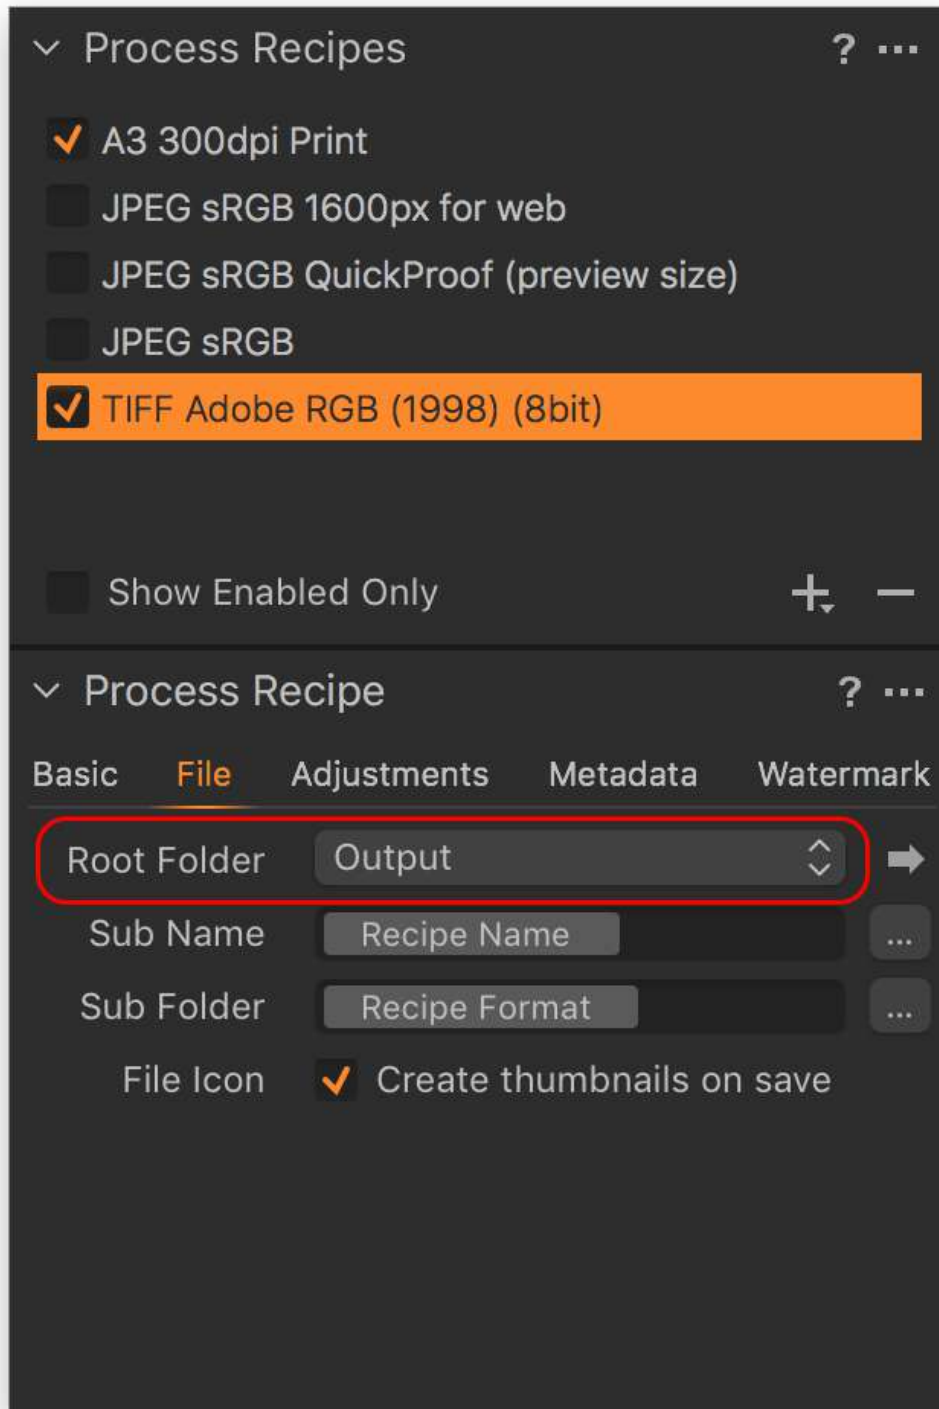 Process Recipes ? ...
A3 300dpi Print
JPEG sRGB 1600px for web
JPEG sRGB QuickProof (preview size)
JPEG sRGB
TIFF Adobe RGB (1998) (8bit)
Show Enabled Only + −
Process Recipe ? ...
Basic File Adjustments Metadata Watermark
Root Folder Output
Sub Name Recipe Name ...
Sub Folder Recipe Format ...
File Icon Create thumbnails on save